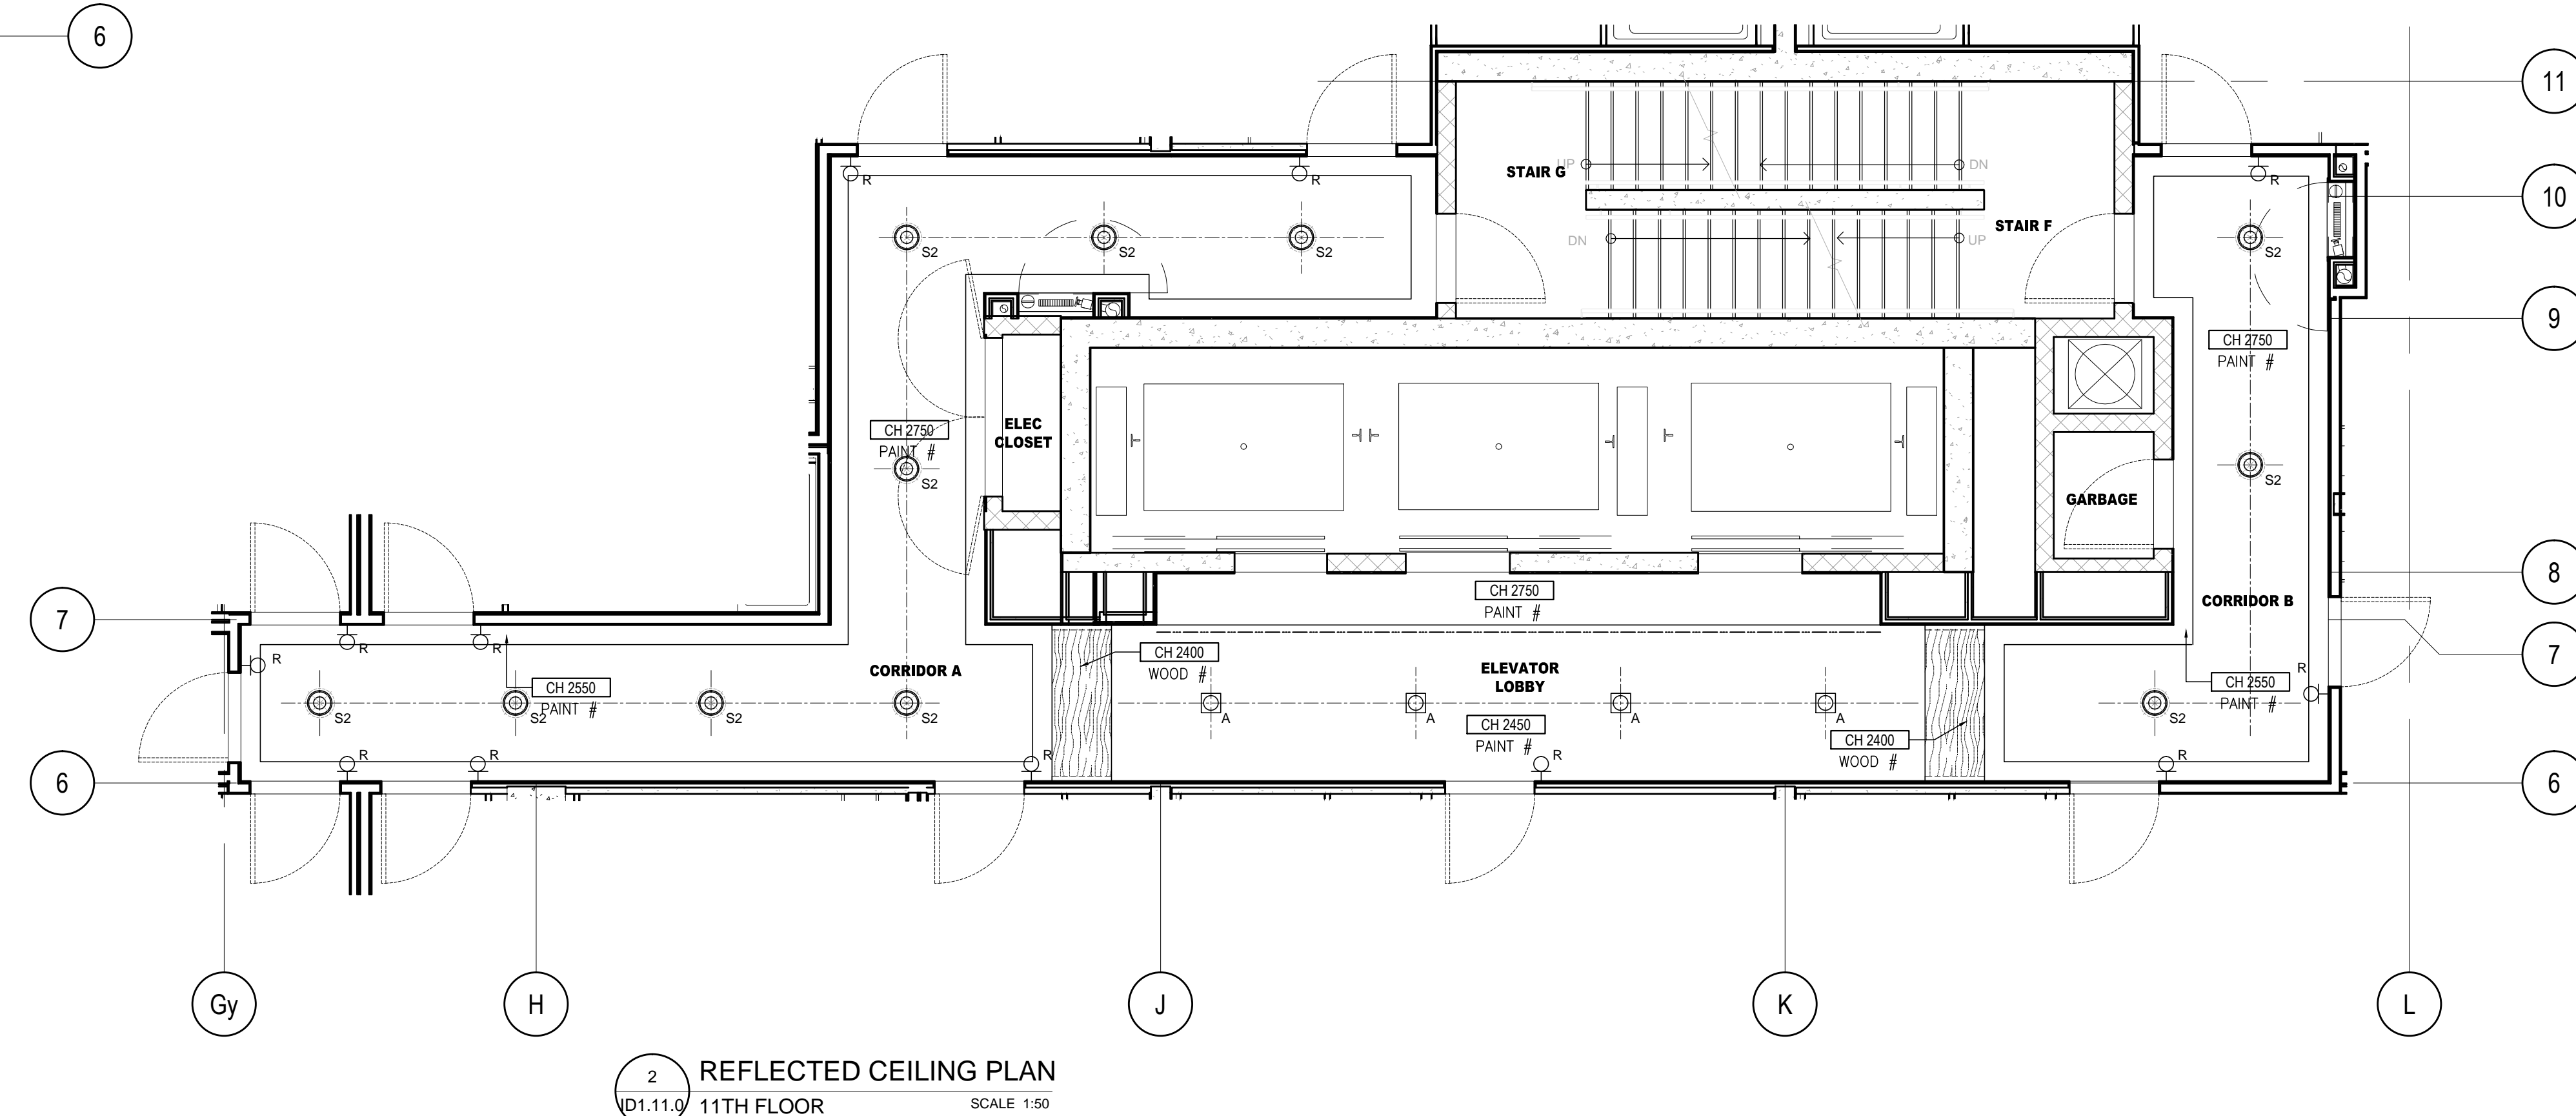 6
11
UP
DN
STAIR G
R
R
R
10
S2
S2
S2
DN
UP
STAIR F
S2
9
CH 2750
PAINT #
CH 2750
PAINT #
ELEC
CLOSET
S2
S2
GARBAGE
8
7
CH 2750
PAINT #
CORRIDOR B
R
R
R
CH 2400
WOOD #
ELEVATOR
LOBBY
CORRIDOR A
R
7
CH 2550
PAINT #
CH 2550
PAINT #
S2
S2
S2
S2
A
A
A
A
S2
CH 2450
PAINT #
CH 2400
WOOD #
R
R
R
R
R
6
6
Gy
H
J
K
L
2
ID1.11.0
REFLECTED CEILING PLAN
11TH FLOOR
SCALE 1:50